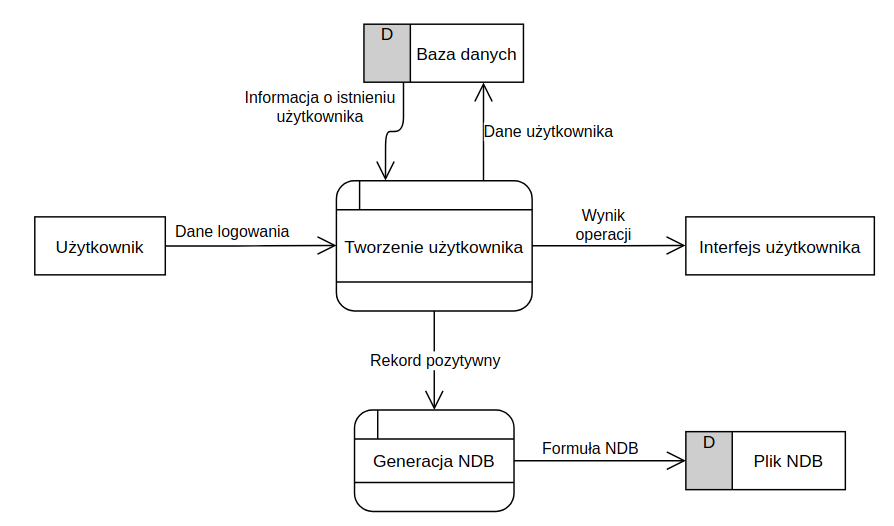 D
Baza danych
Informacja o istnieniu
użytkownika
Dane użytkownika
Użytkownik
Dane logowania
Tworzenie użytkownika
Wynik
operacji
Interfejs użytkownika
Rekord pozytywny
Generacja NDB
Formuła NDB
D
Plik NDB